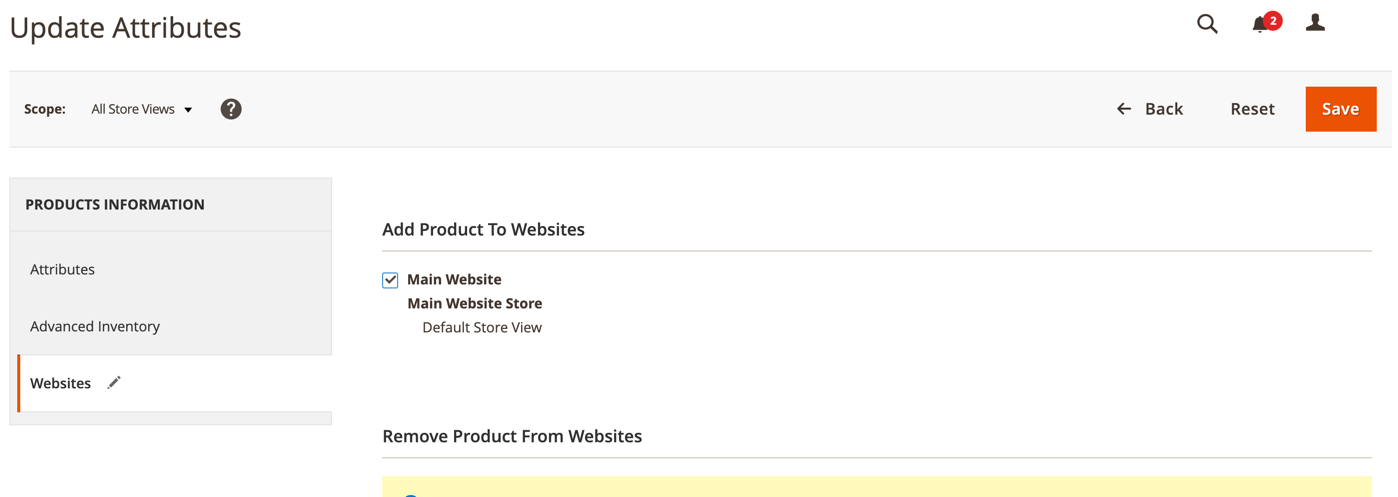 Update Attributes
2
Scope: All Store Views ?
Back Reset Save
PRODUCTS INFORMATION
Attributes
Advanced Inventory
Websites
Add Product To Websites
Main Website
Main Website Store
Default Store View
Remove Product From Websites